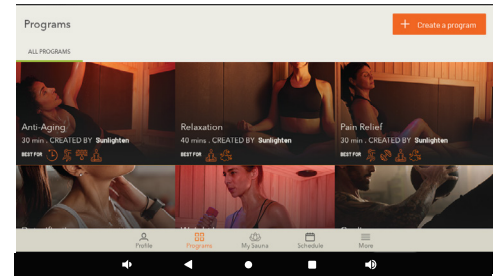 Programs
+ Create a program
ALL PROGRAMS
Anti-Aging
30 min . CREATED BY Sunlighten
BEST FOR
Relaxation
40 mins . CREATED BY Sunlighten
BEST FOR
Pain Relief
30 min . CREATED BY Sunlighten
BEST FOR
Profile
Programs
My Sauna
Schedule
More